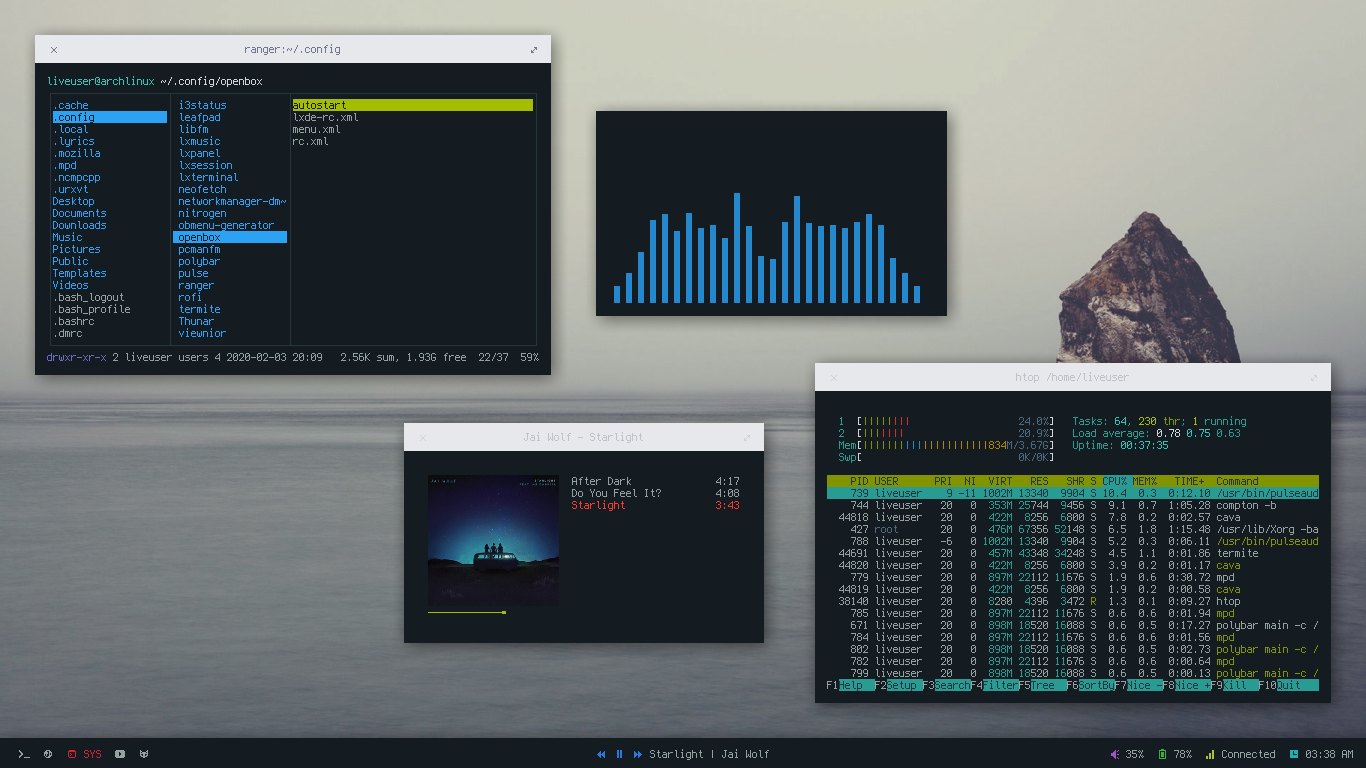 ranger:~/.config
liveuser@archlinux ~/.config/openbox
.cache i3status autostart
.config leafpad lxde-rc.xml
.local libfm menu.xml
.lyrics lxmusic rc.xml
.mozilla lxpanel
.mpd lxsession
.ncmpcpp lxterminal
.urxvt neofetch
Desktop networkmanager-dm~
Documents nitrogen
Downloads obmenu-generator
Music openbox
Pictures pcmanfm
Public polybar
Templates pulse
Videos ranger
.bash_logout rofi
.bash_profile termite
.bashrc Thunar
.dmrc viewnior
drwxr-xr-x 2 liveuser users 4 2020-02-03 20:09 2.56K sum, 1.93G free 22/37 59%
Jai Wolf - Starlight
JAI WOLF STARLIGHT
After Dark 4:17
Do You Feel It? 4:08
Starlight 3:43
htop /home/liveuser
1 [|||||||| 24.0%] Tasks: 64, 230 thr; 1 running
2 [||||||| 20.9%] Load average: 0.78 0.75 0.63
Mem[|||||||||||||||||||||834M/3.67G] Uptime: 00:37:35
Swp[ 0K/0K]
PID USER PRI NI VIRT RES SHR S CPU% MEM% TIME+ Command
739 liveuser 9 -11 1002M 13340 9904 S 10.4 0.3 0:12.10 /usr/bin/pulseaud
744 liveuser 20 0 353M 25744 9456 S 9.1 0.7 1:05.28 compton -b
44818 liveuser 20 0 422M 8256 6800 S 7.8 0.2 0:02.57 cava
427 root 20 0 476M 67356 52148 S 6.5 1.8 1:15.48 /usr/lib/Xorg -ba
788 liveuser -6 0 1002M 13340 9904 S 5.2 0.3 0:06.11 /usr/bin/pulseaud
44691 liveuser 20 0 457M 43348 34248 S 4.5 1.1 0:01.86 termite
44820 liveuser 20 0 422M 8256 6800 S 3.9 0.2 0:01.17 cava
779 liveuser 20 0 897M 22112 11676 S 1.9 0.6 0:30.72 mpd
44819 liveuser 20 0 422M 8256 6800 S 1.9 0.2 0:00.58 cava
38140 liveuser 20 0 8280 4396 3472 R 1.3 0.1 0:09.27 htop
785 liveuser 20 0 897M 22112 11676 S 0.6 0.6 0:01.94 mpd
671 liveuser 20 0 898M 18520 16088 S 0.6 0.5 0:17.27 polybar main -c /
784 liveuser 20 0 897M 22112 11676 S 0.6 0.6 0:01.56 mpd
802 liveuser 20 0 898M 18520 16088 S 0.6 0.5 0:02.73 polybar main -c /
782 liveuser 20 0 897M 22112 11676 S 0.6 0.6 0:00.64 mpd
799 liveuser 20 0 898M 18520 16088 S 0.6 0.5 0:00.13 polybar main -c /
F1Help F2Setup F3SearchF4FilterF5Tree F6SortByF7Nice -F8Nice +F9Kill F10Quit
>_ SYS Starlight | Jai Wolf 35% 78% Connected 03:38 AM